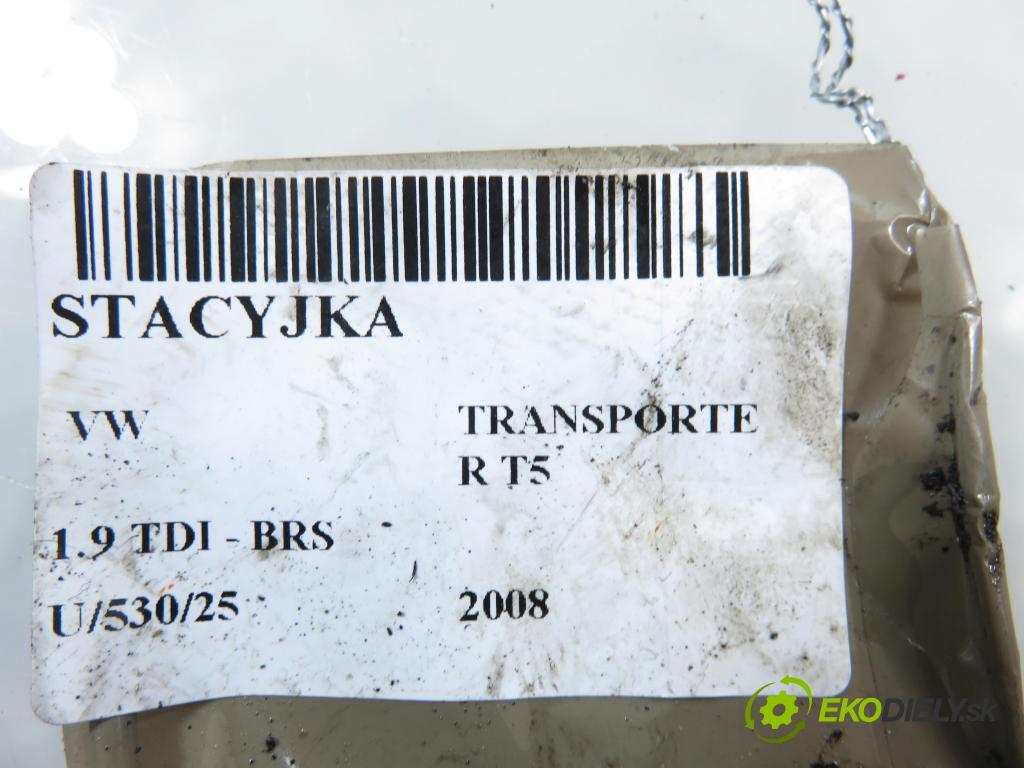 STACYJKA
VW
TRANSPORTE
R T5
1.9 TDI - BRS
U/530/25
2008
EKODIELY.sk